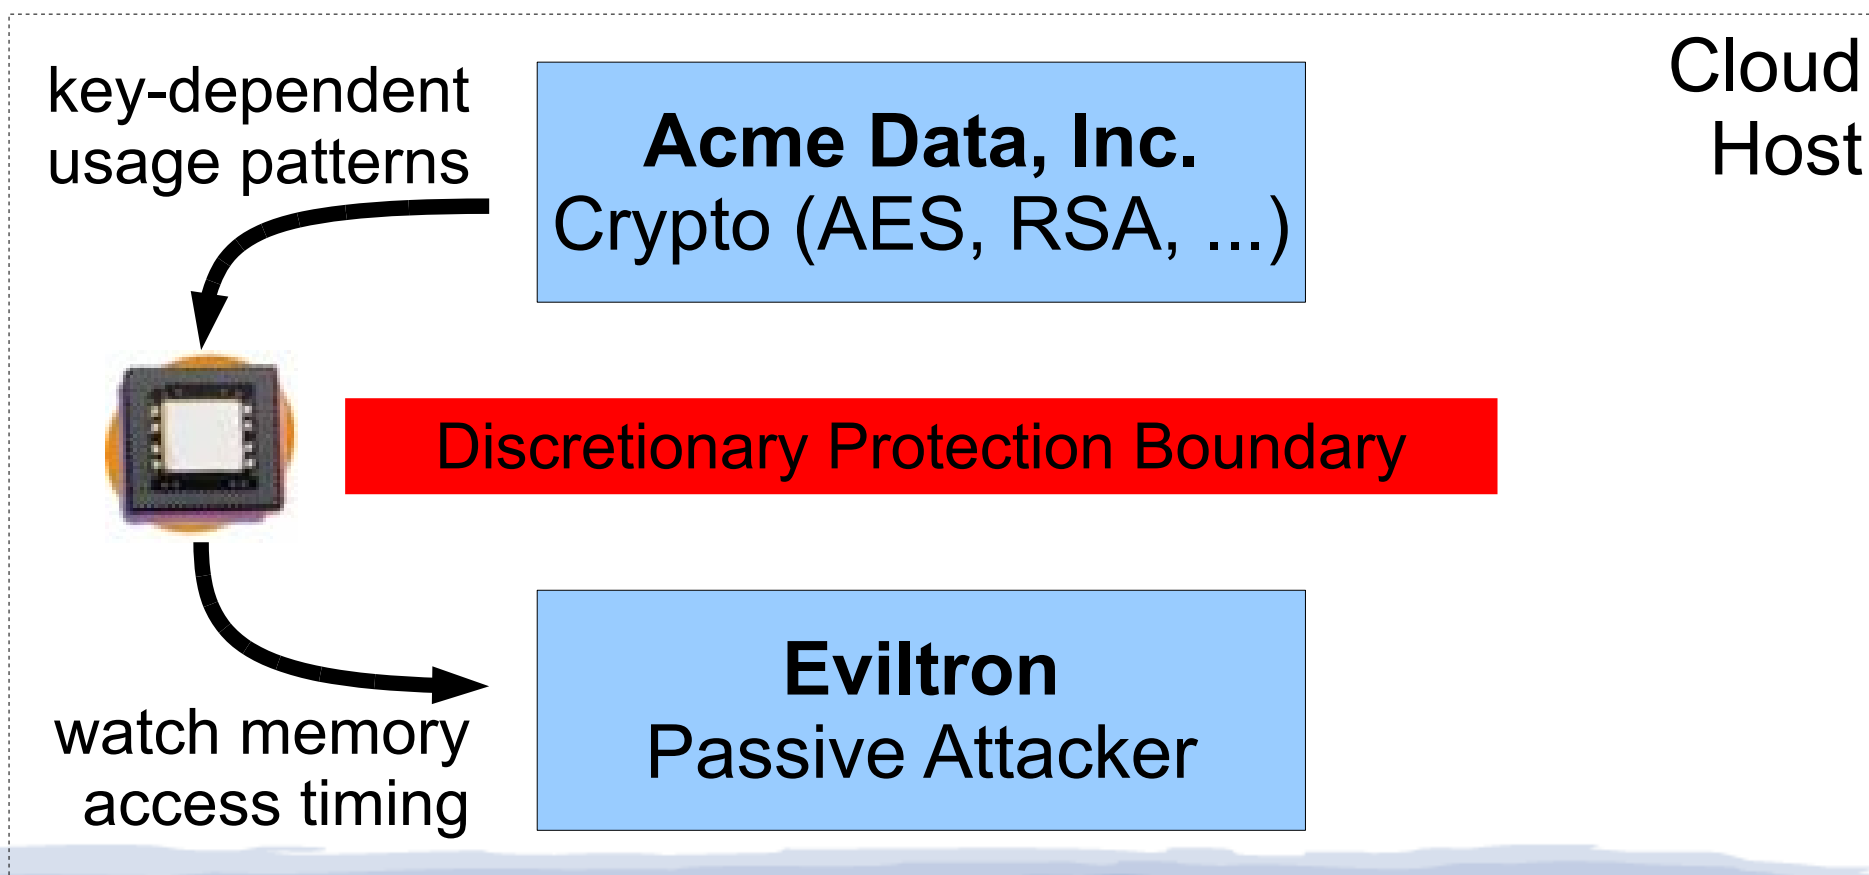 key-dependent
usage patterns
Acme Data, Inc.
Crypto (AES, RSA, ...)
Cloud
Host
Discretionary Protection Boundary
Eviltron
Passive Attacker
watch memory
access timing